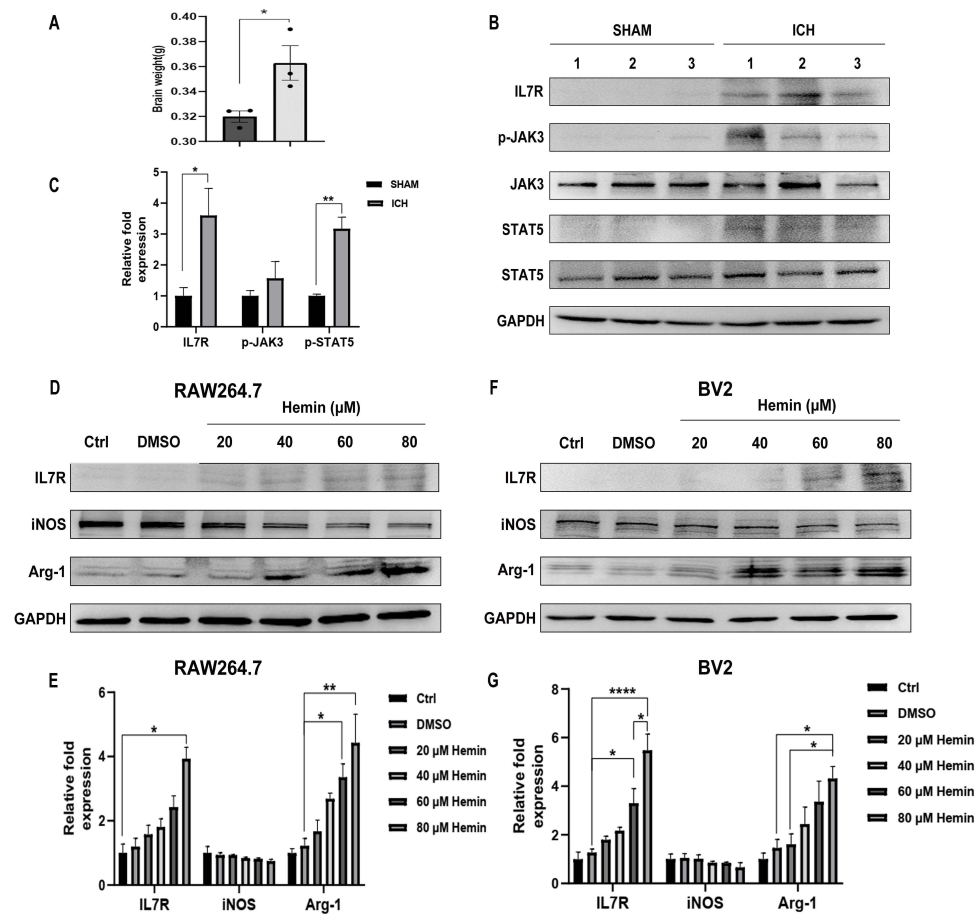 A
Brain weight(g)
0.40
0.38
0.36
0.34
0.32
0.30
*
B
SHAM ICH
1 2 3 1 2 3
IL7R
p-JAK3
JAK3
STAT5
STAT5
GAPDH
C
Relative fold
expression
5
4
3
2
1
0
* **
SHAM
ICH
IL7R p-JAK3 p-STAT5
D
RAW264.7
Hemin (μM)
Ctrl DMSO 20 40 60 80
IL7R
iNOS
Arg-1
GAPDH
F
BV2
Hemin (μM)
Ctrl DMSO 20 40 60 80
IL7R
iNOS
Arg-1
GAPDH
E
RAW264.7
Relative fold
expression
6
4
2
0
* * **
Ctrl
DMSO
20 μM Hemin
40 μM Hemin
60 μM Hemin
80 μM Hemin
IL7R iNOS Arg-1
G
BV2
Relative fold
expression
8
6
4
2
0
****
* *
*
*
Ctrl
DMSO
20 μM Hemin
40 μM Hemin
60 μM Hemin
80 μM Hemin
IL7R iNOS Arg-1